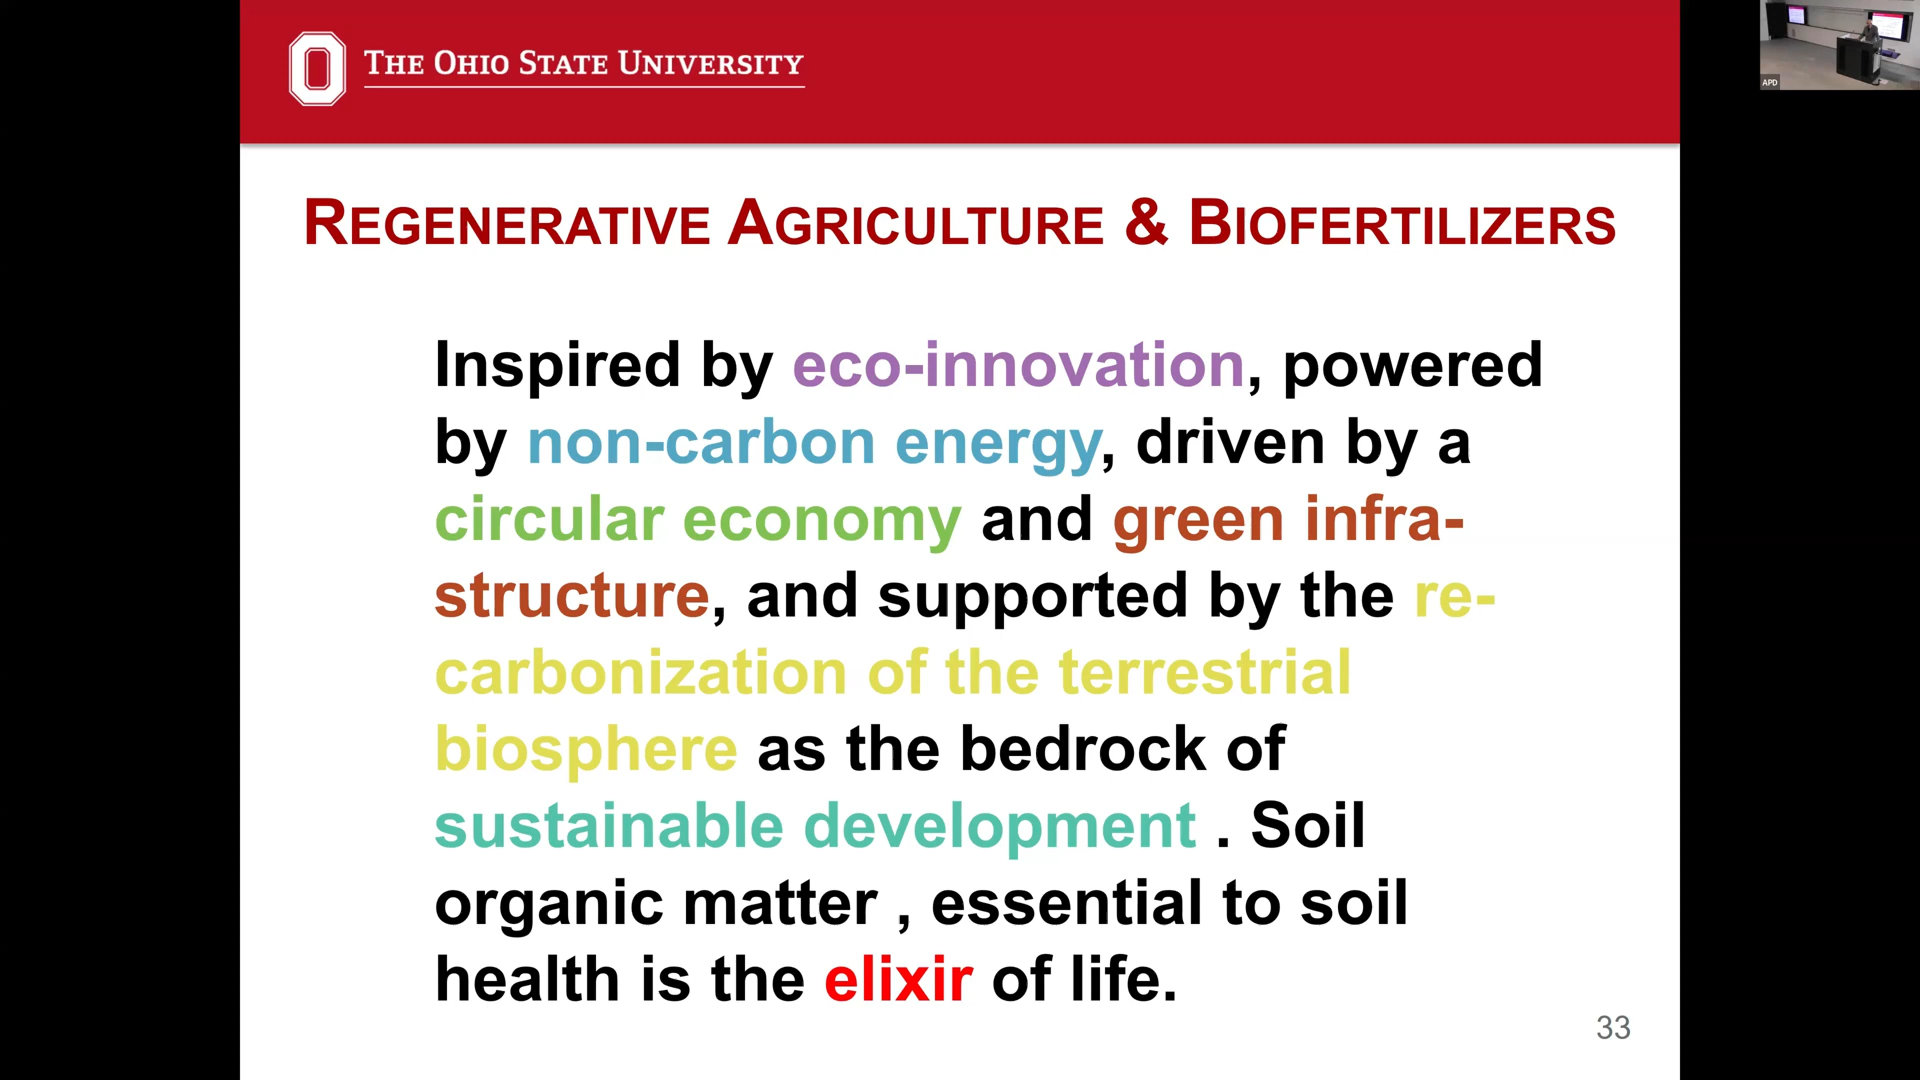 THE OHIO STATE UNIVERSITY
APD
REGENERATIVE AGRICULTURE & BIOFERTILIZERS
Inspired by eco-innovation, powered
by non-carbon energy, driven by a
circular economy and green infra-
structure, and supported by the re-
carbonization of the terrestrial
biosphere as the bedrock of
sustainable development . Soil
organic matter , essential to soil
health is the elixir of life.
33